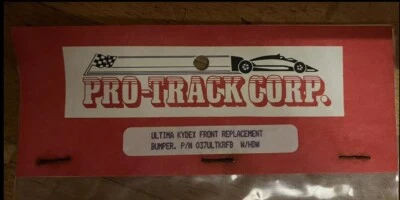 PRO-TRACK CORP.
ULTIMA KYDEX FRONT REPLACEMENT
BUMPER. P/N 037ULTKRFB W/HDW